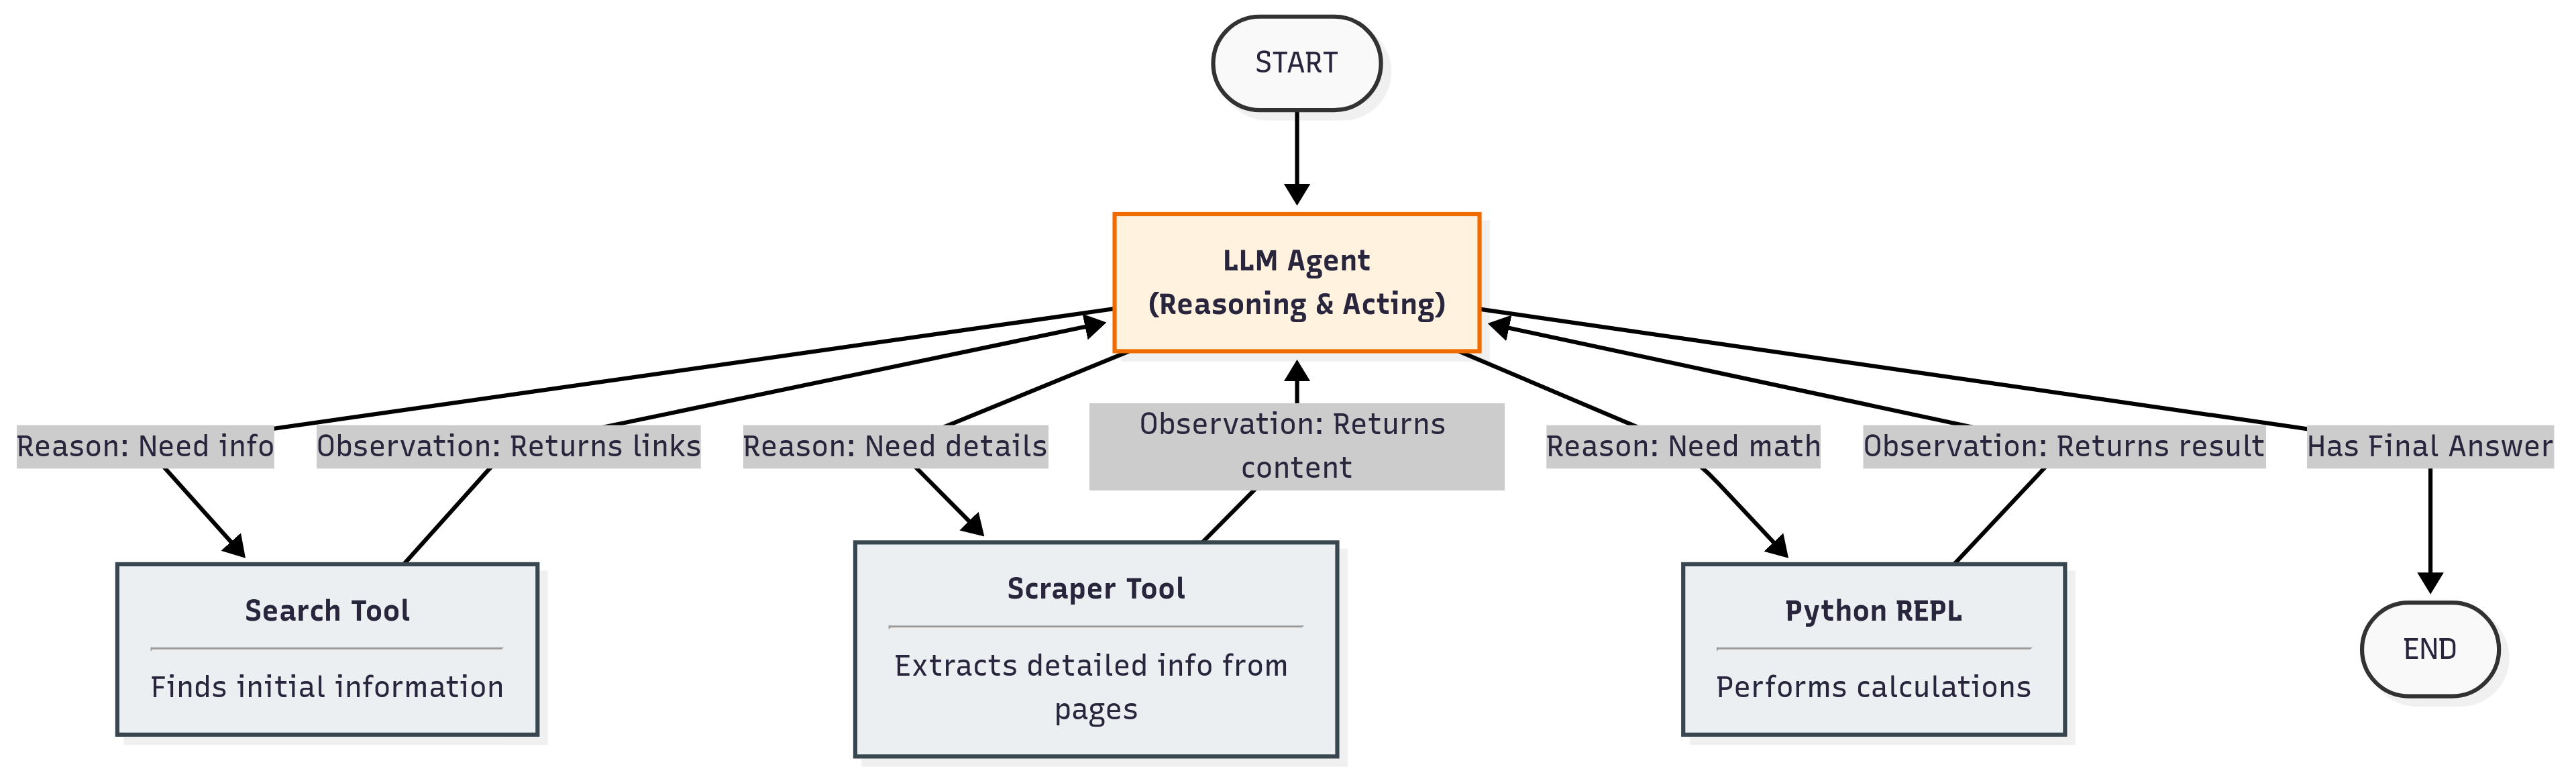 START
LLM Agent
(Reasoning & Acting)
Reason: Need info
Observation: Returns links
Reason: Need details
Observation: Returns
content
Reason: Need math
Observation: Returns result
Has Final Answer
Search Tool
Finds initial information
Scraper Tool
Extracts detailed info from
pages
Python REPL
Performs calculations
END